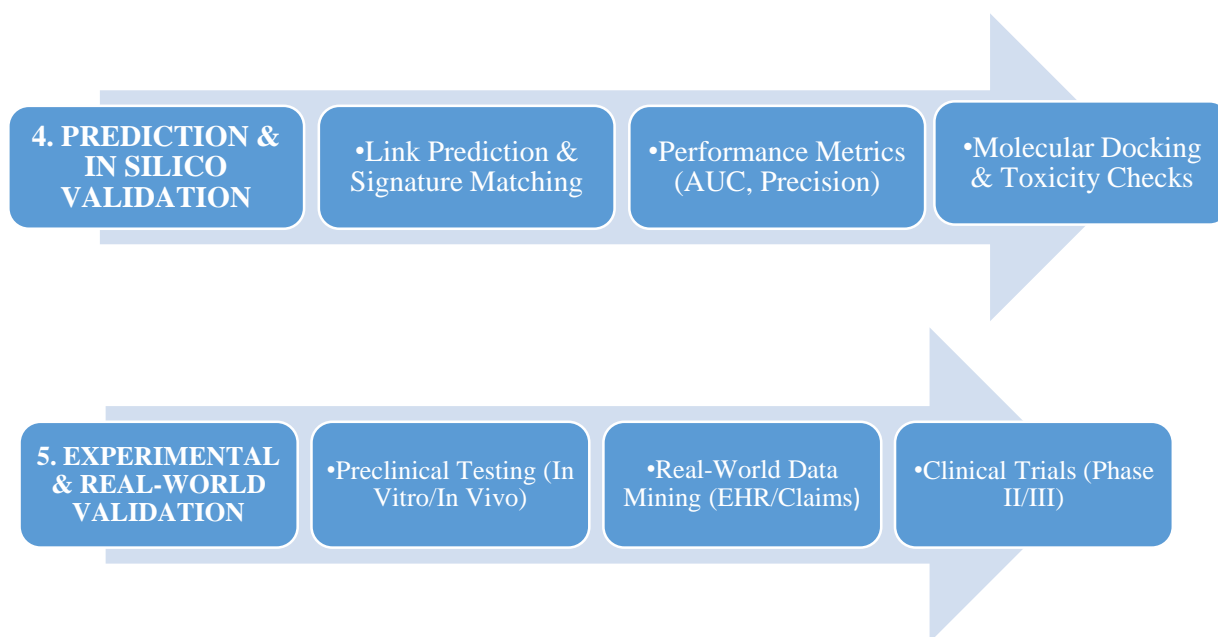 4. PREDICTION &
IN SILICO
VALIDATION
•Link Prediction &
Signature Matching
•Performance Metrics
(AUC, Precision)
•Molecular Docking
& Toxicity Checks
5. EXPERIMENTAL
& REAL-WORLD
VALIDATION
•Preclinical Testing (In
Vitro/In Vivo)
•Real-World Data
Mining (EHR/Claims)
•Clinical Trials (Phase
II/III)